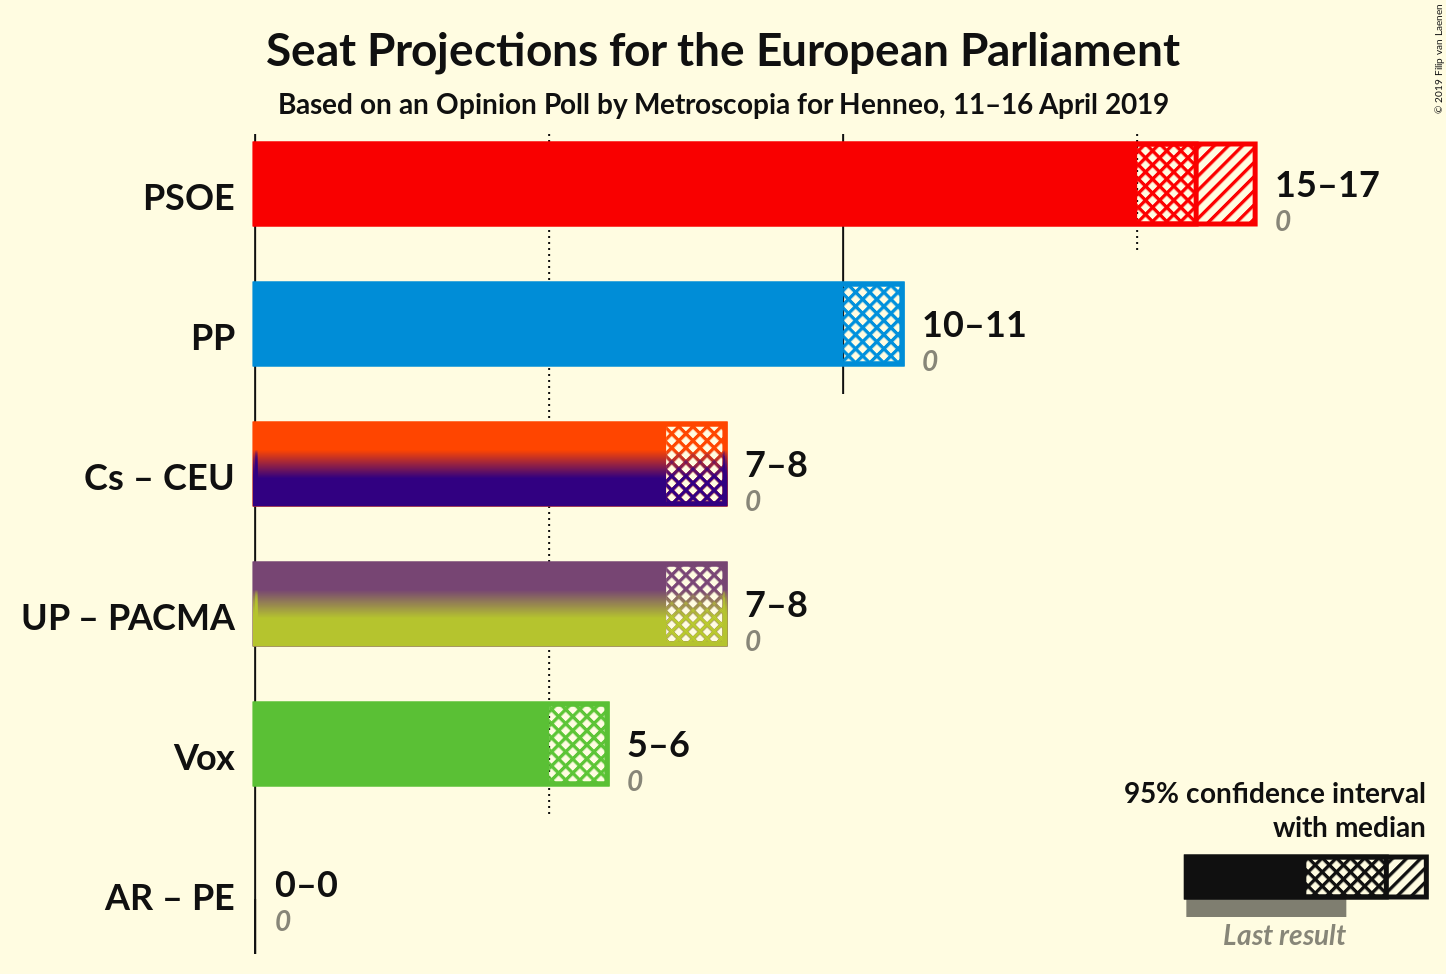 Seat Projections for the European Parliament
Based on an Opinion Poll by Metroscopia for Henneo, 11–16 April 2019
© 2019 Filip van Laenen
PSOE
15–17
0
PP
10–11
0
Cs – CEU
7–8
0
UP – PACMA
7–8
0
Vox
5–6
0
AR – PE
0–0
0
95% confidence interval
with median
Last result